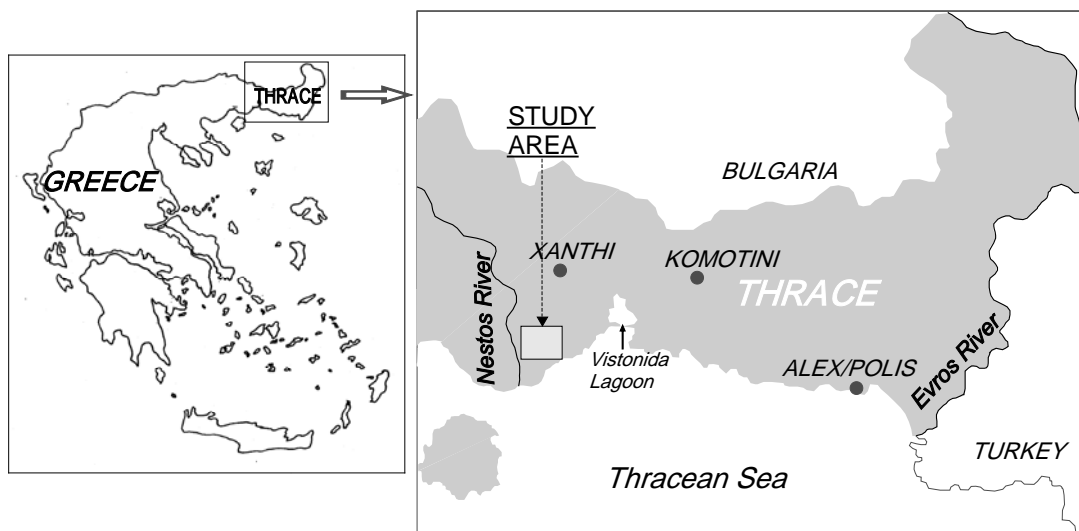 GREECE
THRACE
STUDY
AREA
BULGARIA
XANTHI
KOMOTINI
THRACE
Nestos River
Vistonida
Lagoon
ALEX/POLIS
Evros River
TURKEY
Thracean Sea